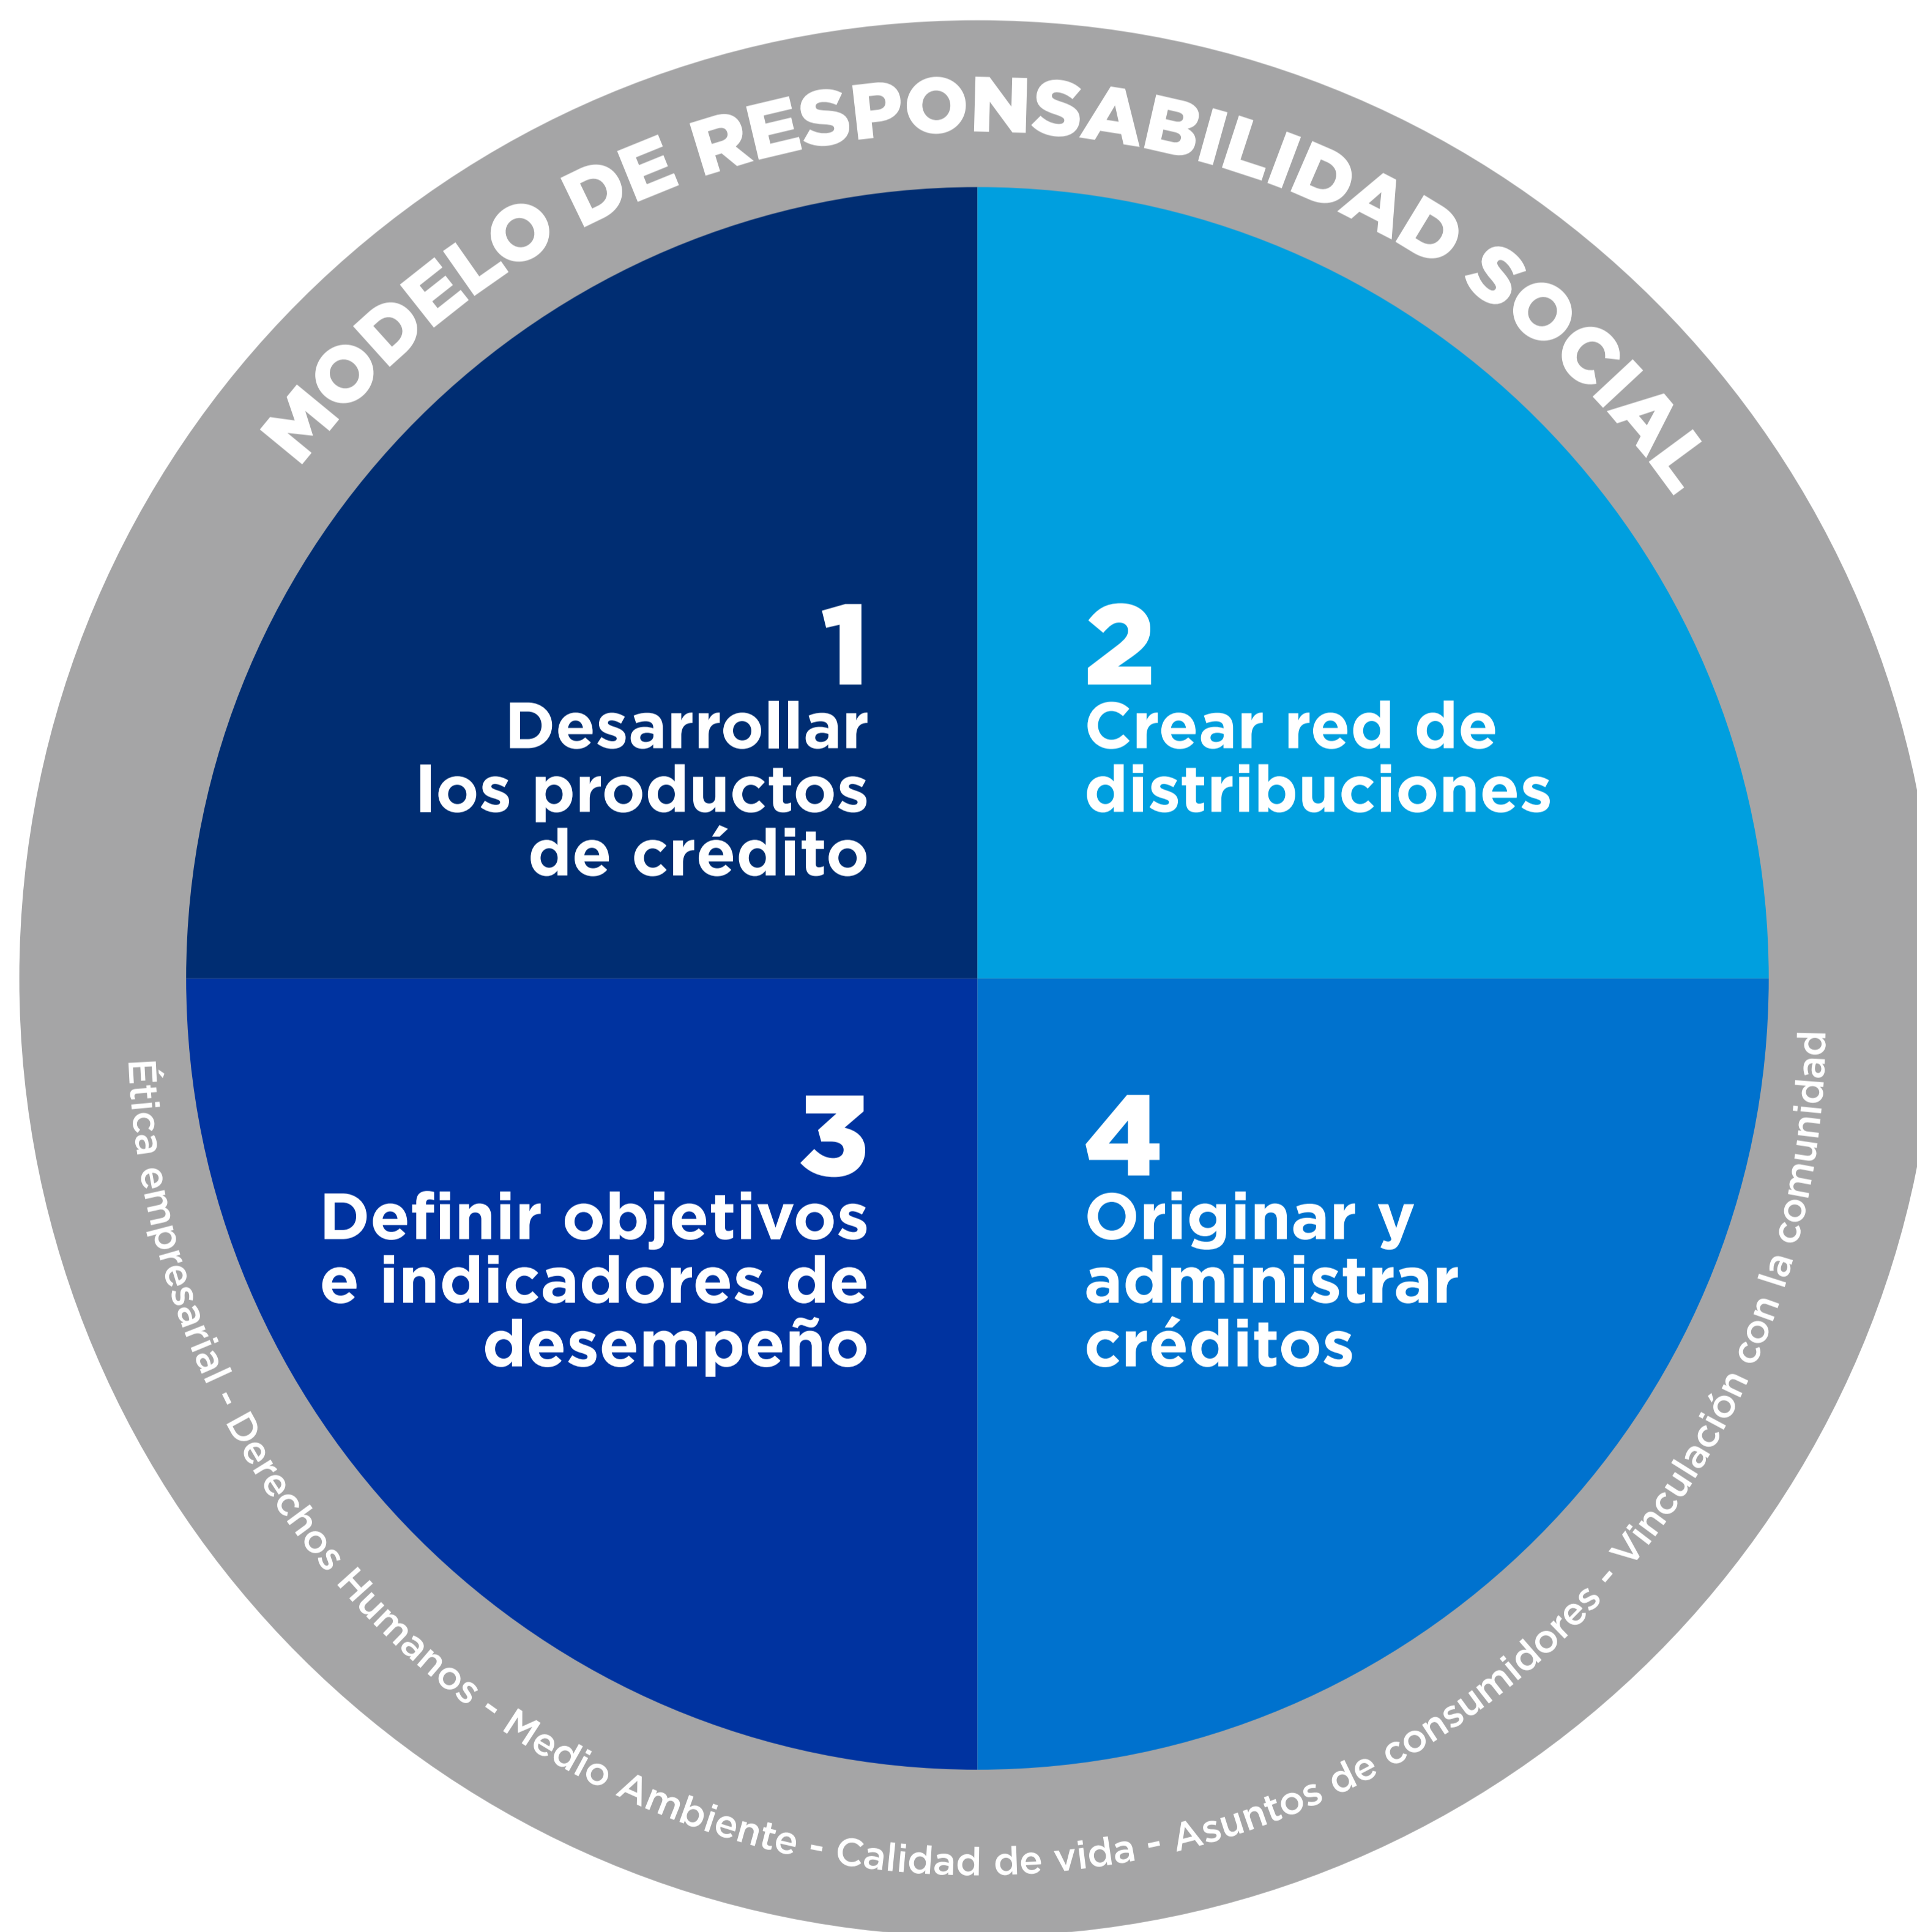 MODELO DE RESPONSABILIDAD SOCIAL
1
Desarrollar
los productos
de crédito
2
Crear red de
distribuciones
3
Definir objetivos
e indicadores de
desempeño
4
Originar y
administrar
créditos
Ética empresarial - Derechos Humanos - Medio Ambiente - Calidad de vida - Asuntos de consumidores - Vinculación con la comunidad